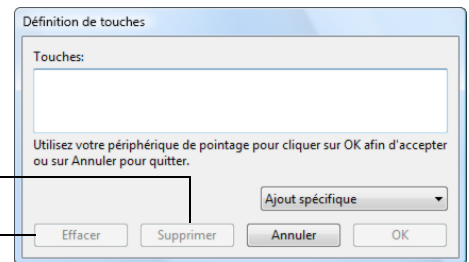 Définition de touches
Touches:
Utilisez votre périphérique de pointage pour cliquer sur OK afin d'accepter
ou sur Annuler pour quitter.
Ajout spécifique
Effacer Supprimer Annuler OK